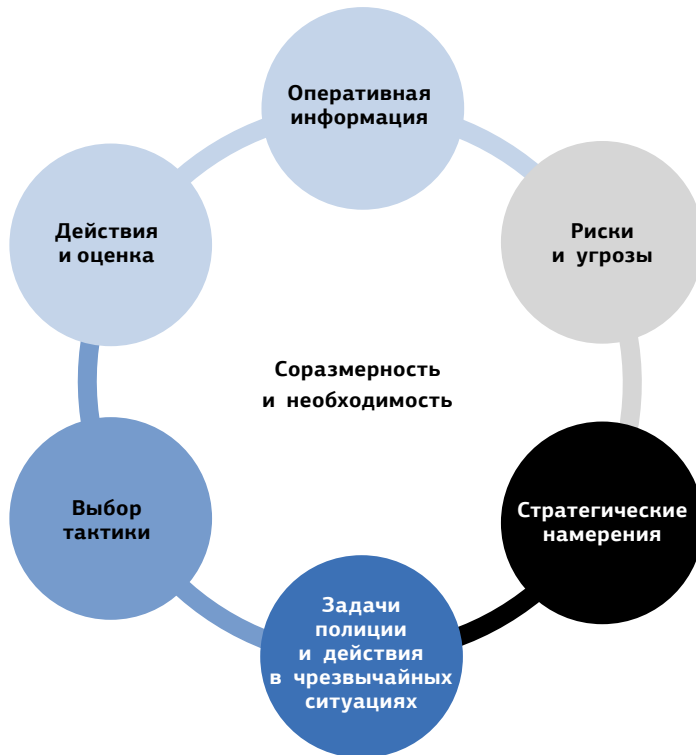 Оперативная
информация
Риски
и угрозы
Стратегические
намерения
Задачи
полиции
и действия
в чрезвычайных
ситуациях
Выбор
тактики
Действия
и оценка
Соразмерность
и необходимость